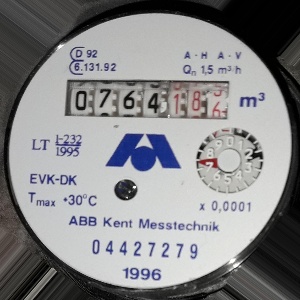 D 92
6.131.92
A - H A - V
Qn 1,5 m³/h
0764186 m³
LT 1-232
1995
EVK-DK
Tmax +30°C
x 0,0001
ABB Kent Messtechnik
04427279
1996